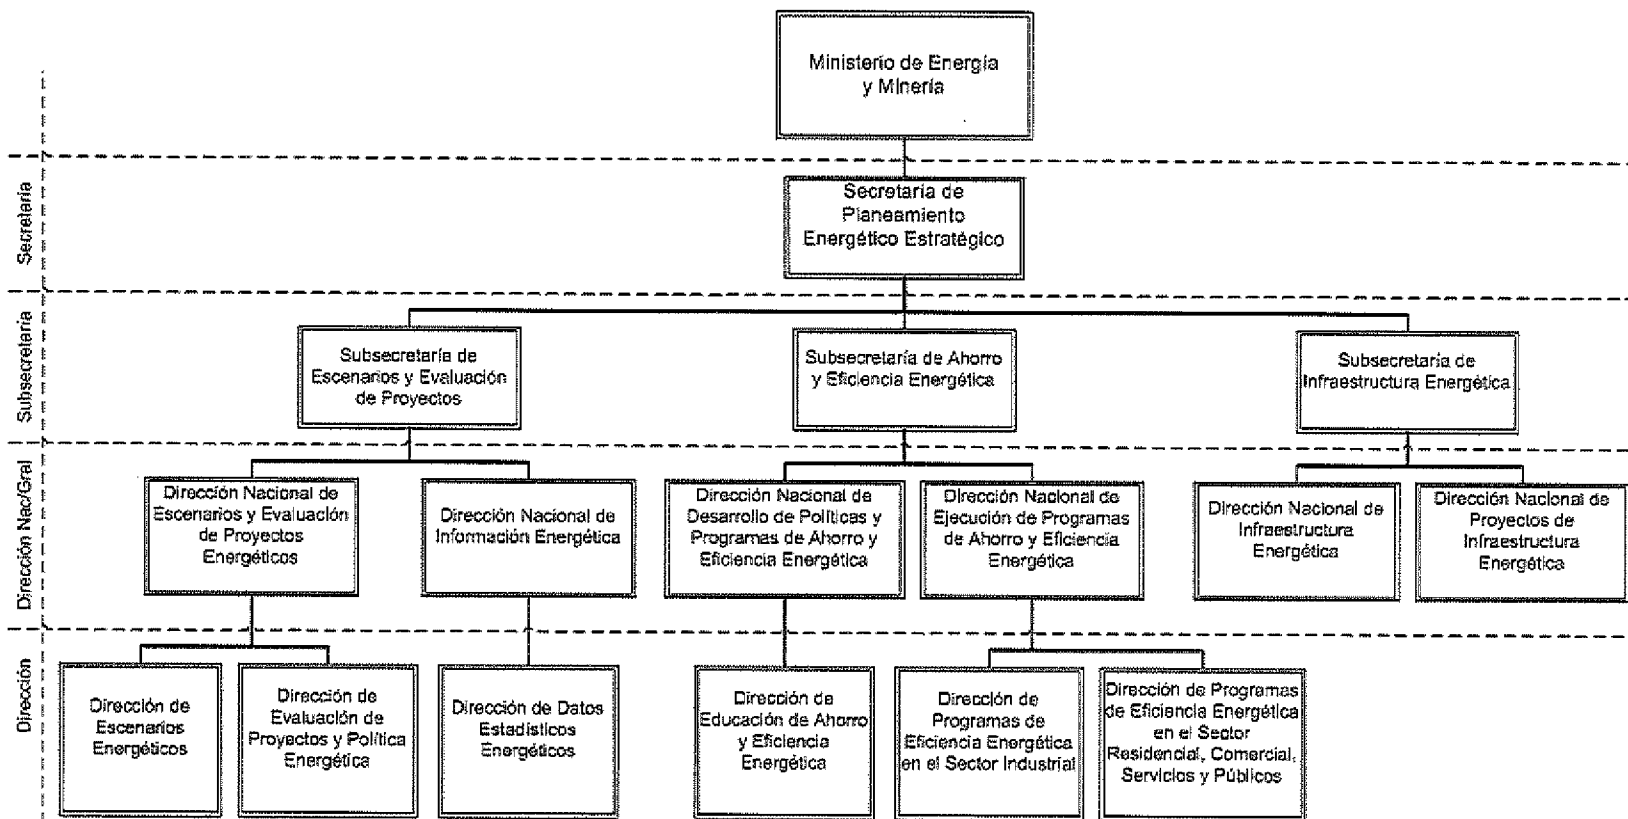 Ministerio de Energía
y Minería
Secretaría
Secretaría de
Planeamiento
Energético Estratégico
Subsecretaría
Subsecretaría de
Escenarios y Evaluación
de Proyectos
Subsecretaría de Ahorro
y Eficiencia Energética
Subsecretaría de
Infraestructura Energética
Dirección Nac/Gral
Dirección Nacional de
Escenarios y Evaluación
de Proyectos
Energéticos
Dirección Nacional de
Información Energética
Dirección Nacional de
Desarrollo de Políticas y
Programas de Ahorro y
Eficiencia Energética
Dirección Nacional de
Ejecución de Programas
de Ahorro y Eficiencia
Energética
Dirección Nacional de
Infraestructura
Energética
Dirección Nacional de
Proyectos de
Infraestructura
Energética
Dirección
Dirección de
Escenarios
Energéticos
Dirección de
Evaluación de
Proyectos y Política
Energética
Dirección de Datos
Estadísticos
Energéticos
Dirección de
Educación de Ahorro
y Eficiencia
Energética
Dirección de
Programas de
Eficiencia Energética
en el Sector Industrial
Dirección de Programas
de Eficiencia Energética
en el Sector
Residencial, Comercial,
Servicios y Públicos